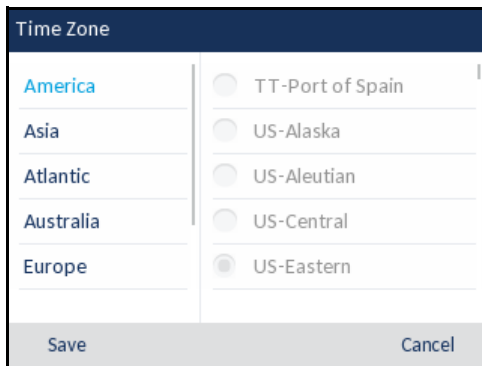 Time Zone
America
Asia
Atlantic
Australia
Europe
TT-Port of Spain
US-Alaska
US-Aleutian
US-Central
US-Eastern
Save
Cancel